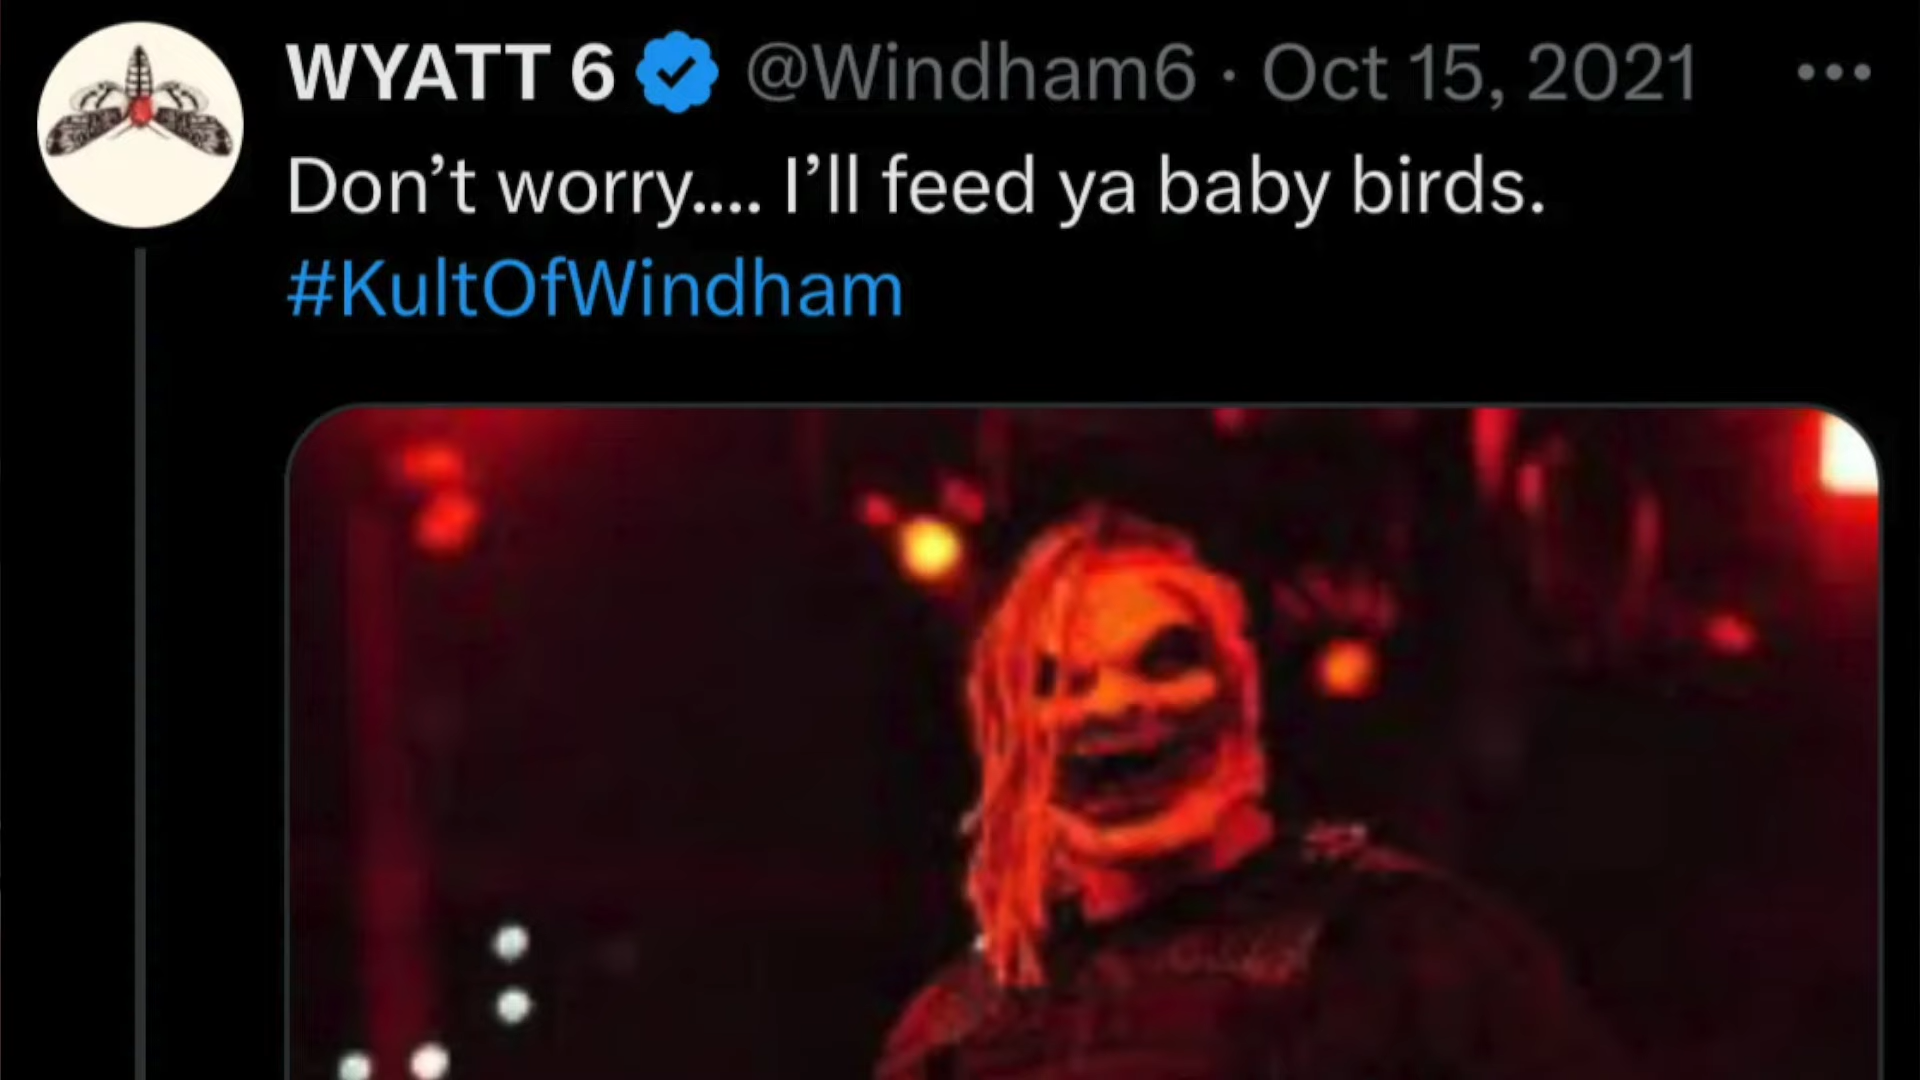 WYATT 6 @Windham6 · Oct 15, 2021
Don’t worry.... I’ll feed ya baby birds.
#KultOfWindham